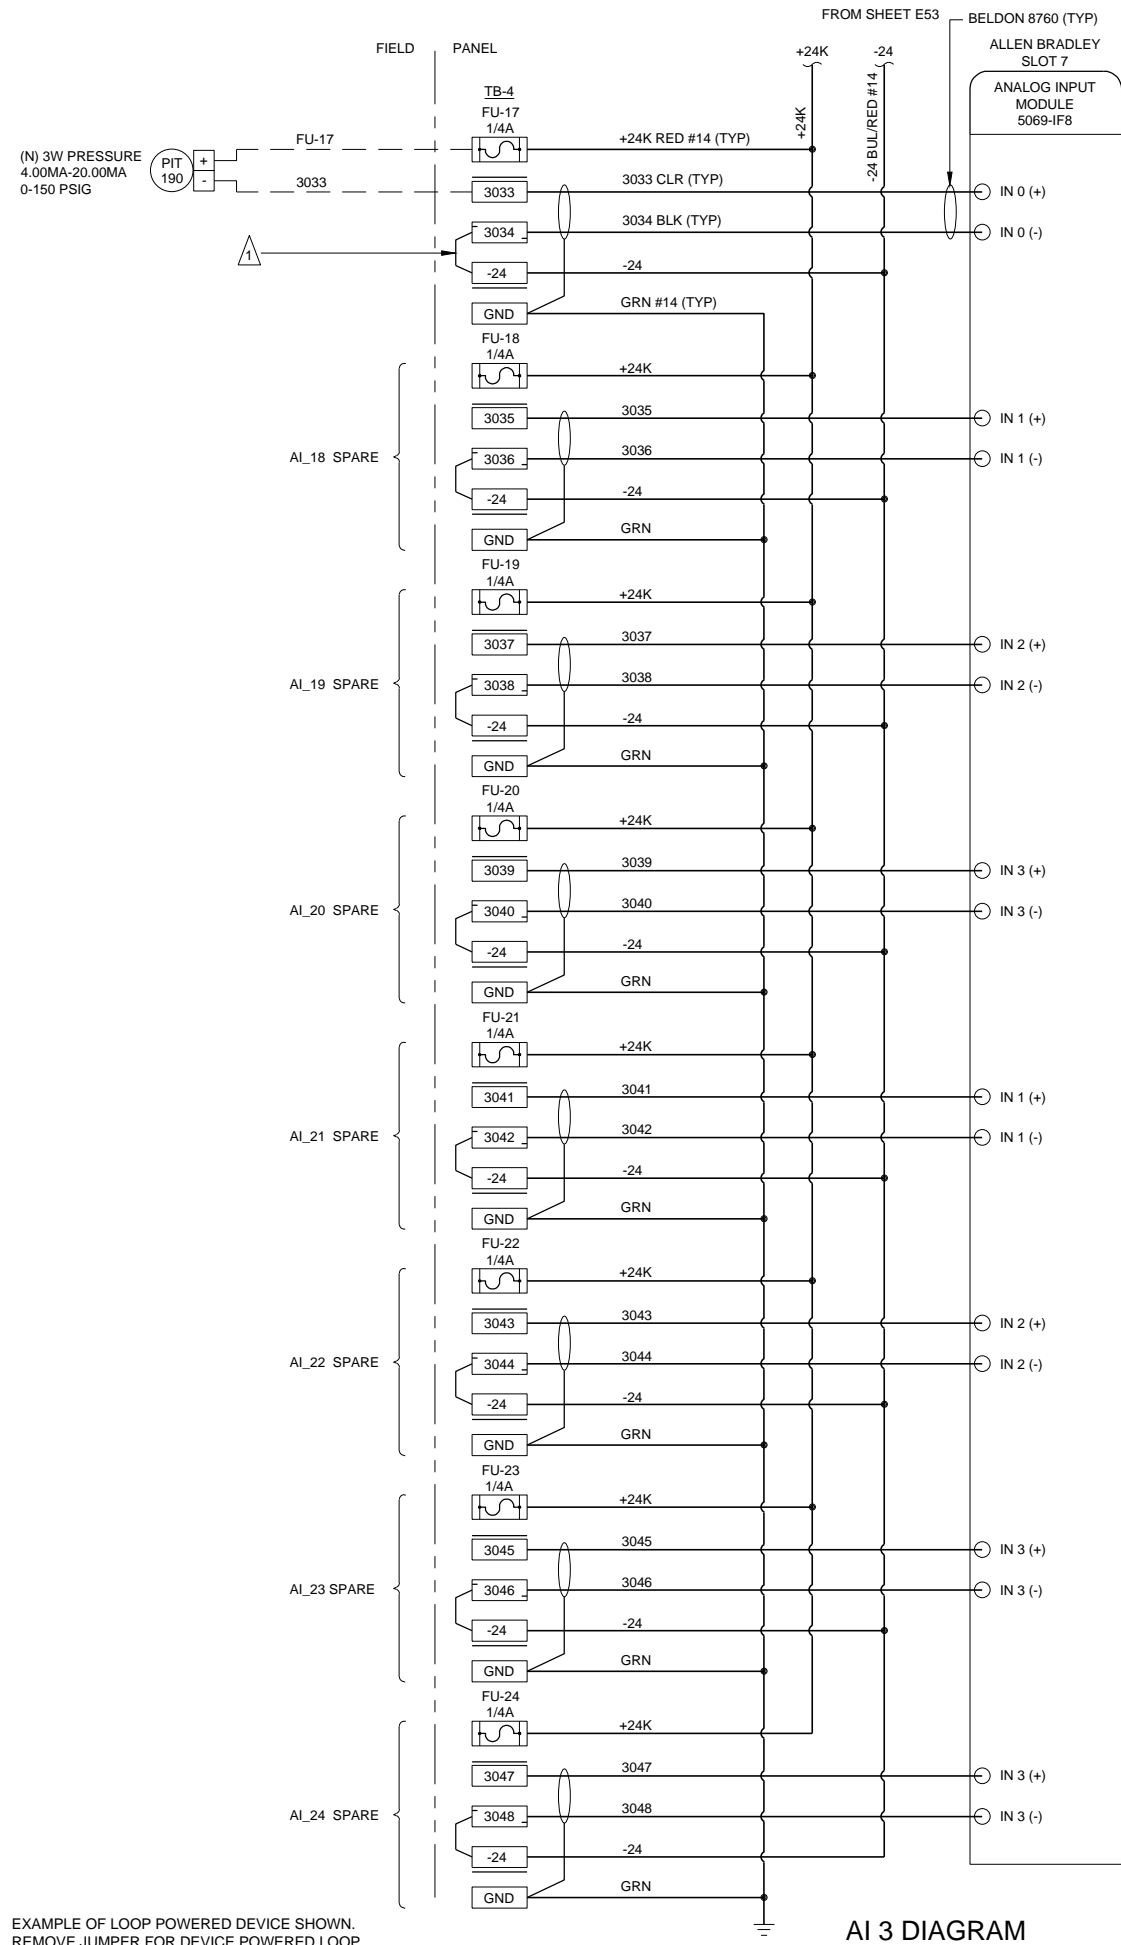 FROM SHEET E53
BELDON 8760 (TYP)
FIELD
PANEL
+24K
-24
ALLEN BRADLEY
SLOT 7
ANALOG INPUT
MODULE
5069-IF8
TB-4
FU-17
1/4A
+24K
-24 BUL/RED #14
FU-17
+24K RED #14 (TYP)
(N) 3W PRESSURE
4.00MA-20.00MA
0-150 PSIG
PIT
190
+
-
3033
3033
3033 CLR (TYP)
IN 0 (+)
3034
3034 BLK (TYP)
IN 0 (-)
1
-24
-24
GND
GRN #14 (TYP)
FU-18
1/4A
+24K
3035
3035
IN 1 (+)
AI_18 SPARE
3036
3036
IN 1 (-)
-24
-24
GND
GRN
FU-19
1/4A
+24K
3037
3037
IN 2 (+)
AI_19 SPARE
3038
3038
IN 2 (-)
-24
-24
GND
GRN
FU-20
1/4A
+24K
3039
3039
IN 3 (+)
AI_20 SPARE
3040
3040
IN 3 (-)
-24
-24
GND
GRN
FU-21
1/4A
+24K
3041
3041
IN 1 (+)
AI_21 SPARE
3042
3042
IN 1 (-)
-24
-24
GND
GRN
FU-22
1/4A
+24K
3043
3043
IN 2 (+)
AI_22 SPARE
3044
3044
IN 2 (-)
-24
-24
GND
GRN
FU-23
1/4A
+24K
3045
3045
IN 3 (+)
AI_23 SPARE
3046
3046
IN 3 (-)
-24
-24
GND
GRN
FU-24
1/4A
+24K
3047
3047
IN 3 (+)
AI_24 SPARE
3048
3048
IN 3 (-)
-24
-24
GND
GRN
EXAMPLE OF LOOP POWERED DEVICE SHOWN.
REMOVE JUMPER FOR DEVICE POWERED LOOP
AI 3 DIAGRAM